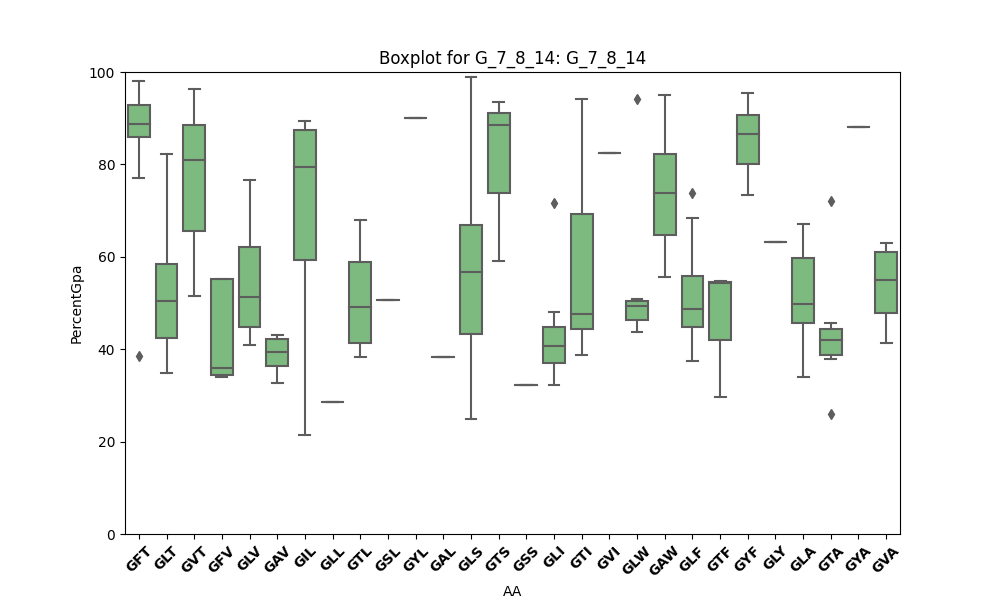 Boxplot for G_7_8_14: G_7_8_14
PercentGpa
100
80
60
40
20
0
GFT GLT GVT GFV GLV GAV GIL GLL GTL GSL GYL GAL GLS GTS GSS GLI GTI GVI GLW GAW GLF GTF GYF GLY GLA GTA GYA GVA
AA